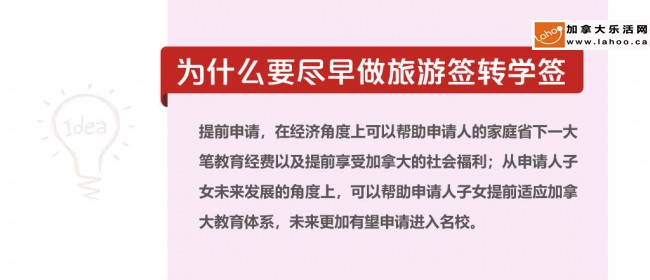 Lahoo
加拿大乐活网
www.lahoo.ca
为什么要尽早做旅游签转学签
Idea
提前申请，在经济角度上可以帮助申请人的家庭省下一大
笔教育经费以及提前享受加拿大的社会福利；从申请人子
女未来发展的角度上，可以帮助申请人子女提前适应加拿
大教育体系，未来更加有望申请进入名校。